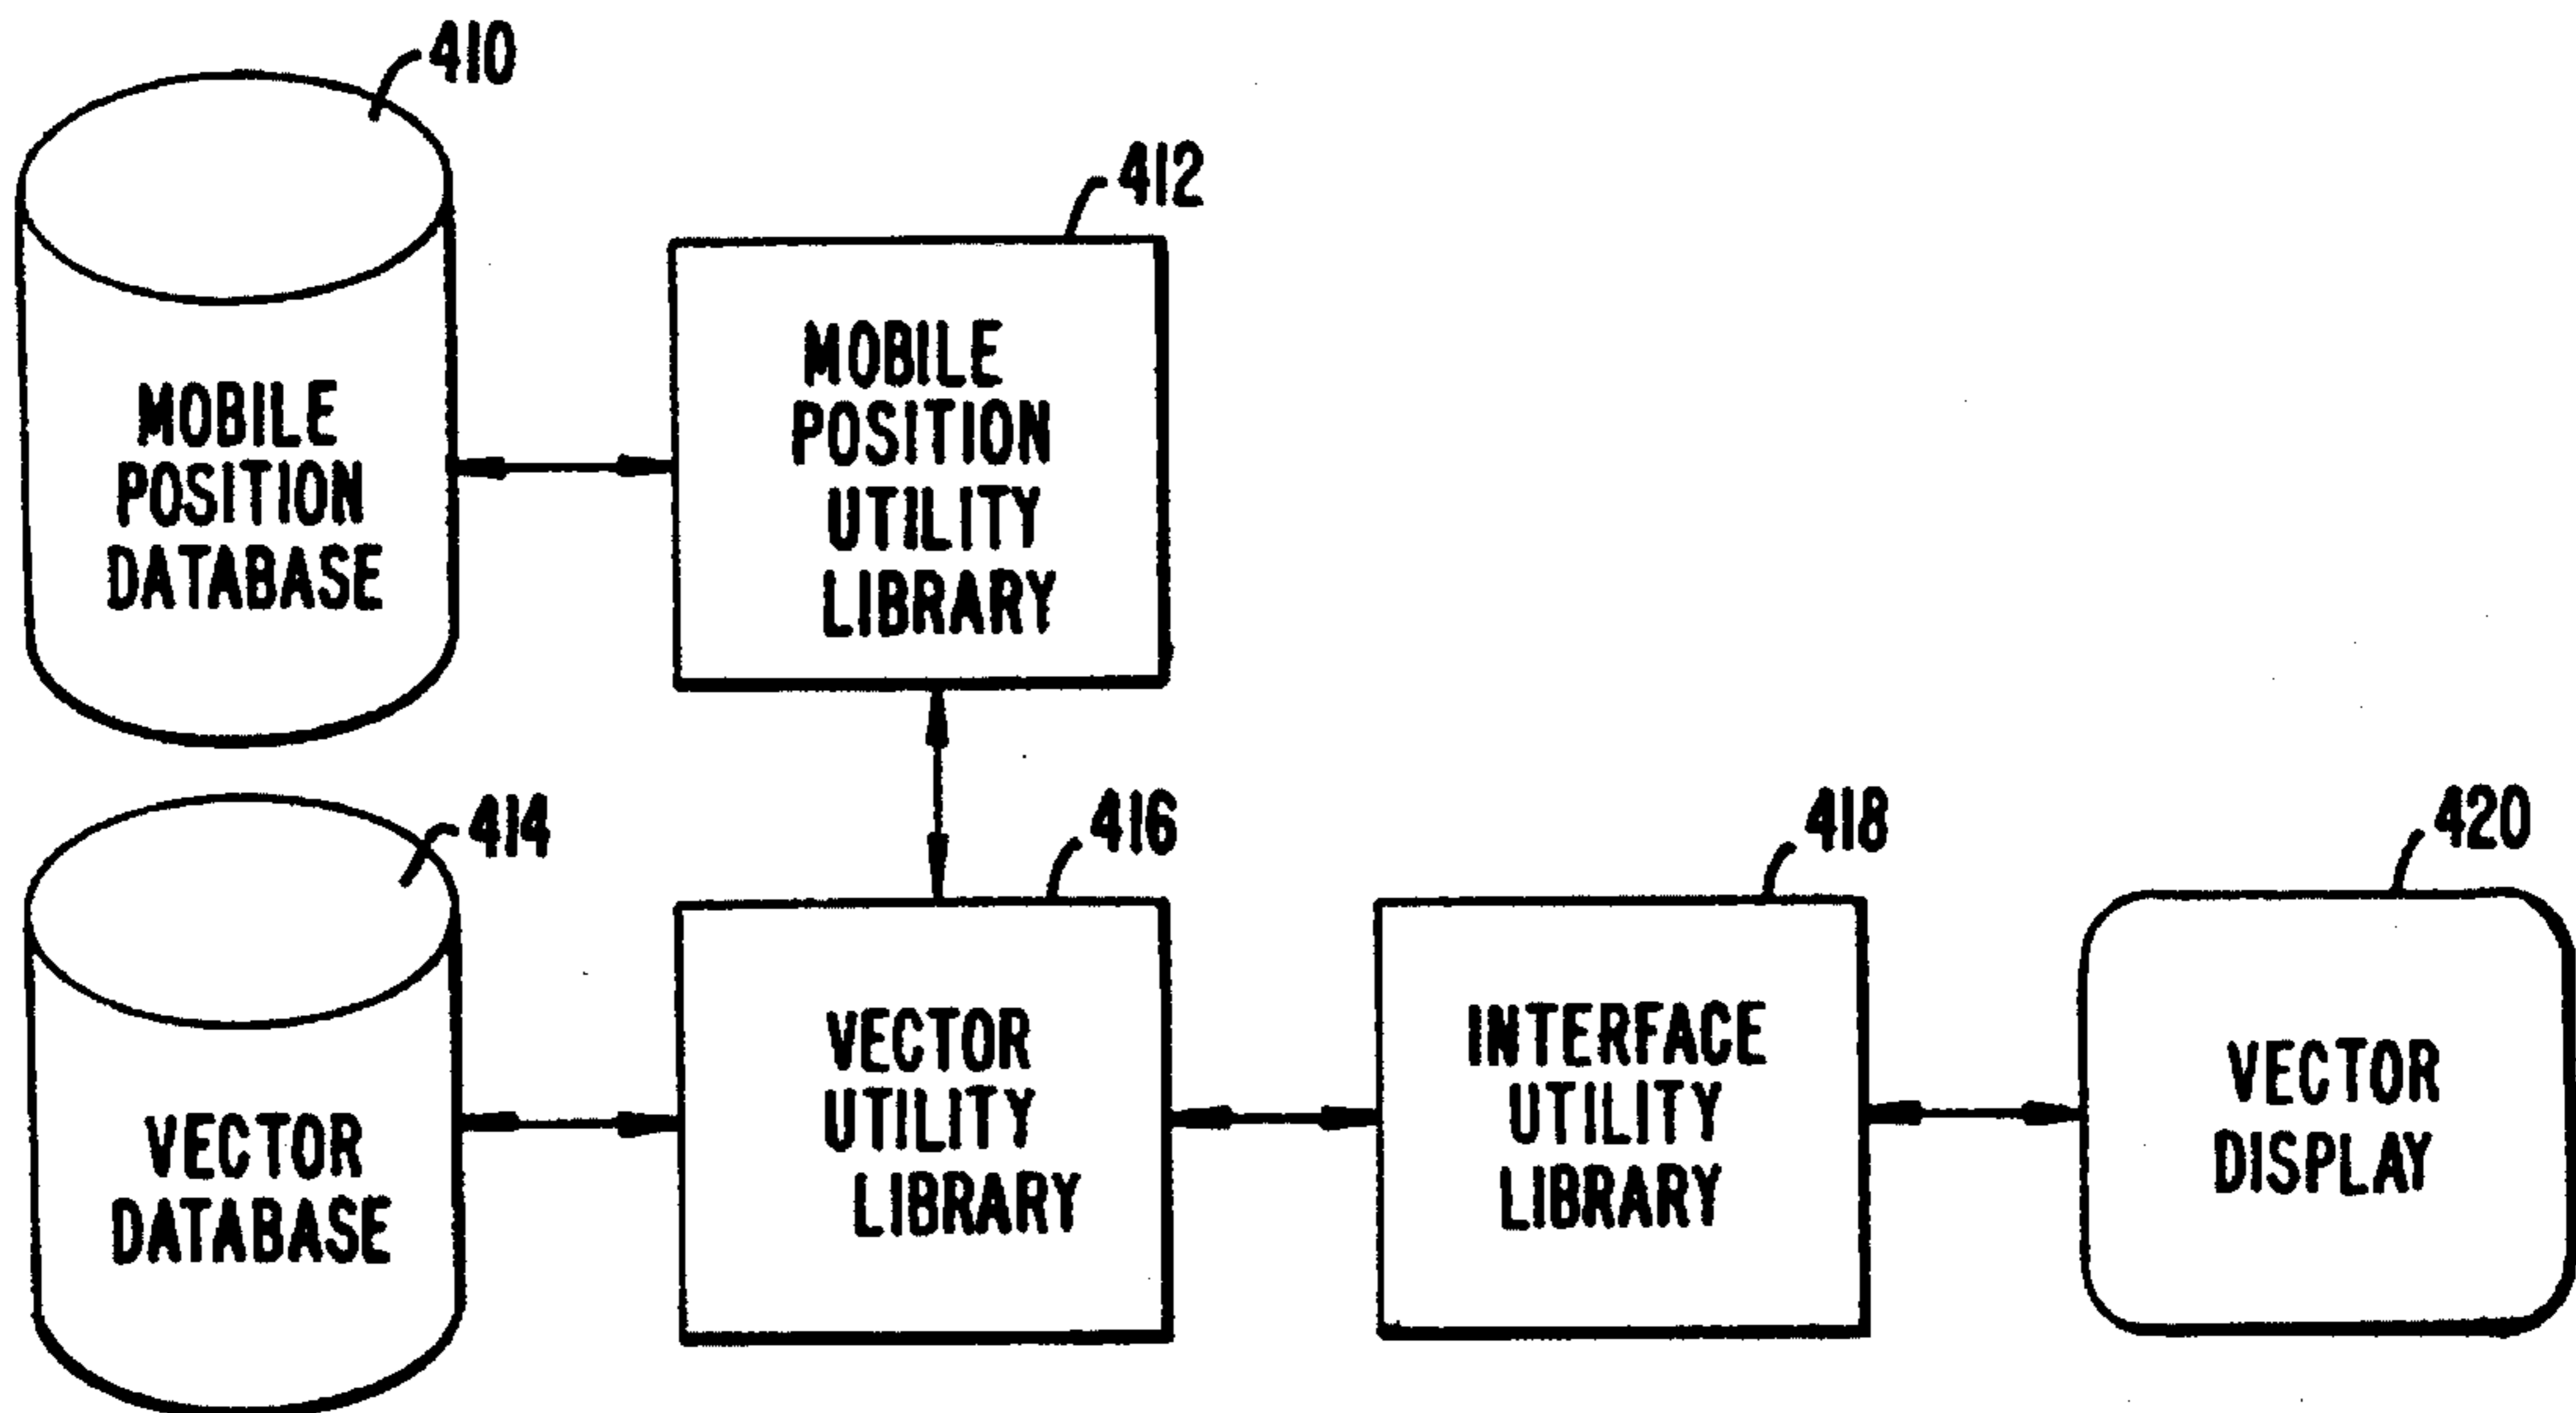 410
412
MOBILE
POSITION
DATABASE
MOBILE
POSITION
UTILITY
LIBRARY
414
416
418
420
VECTOR
DATABASE
VECTOR
UTILITY
LIBRARY
INTERFACE
UTILITY
LIBRARY
VECTOR
DISPLAY